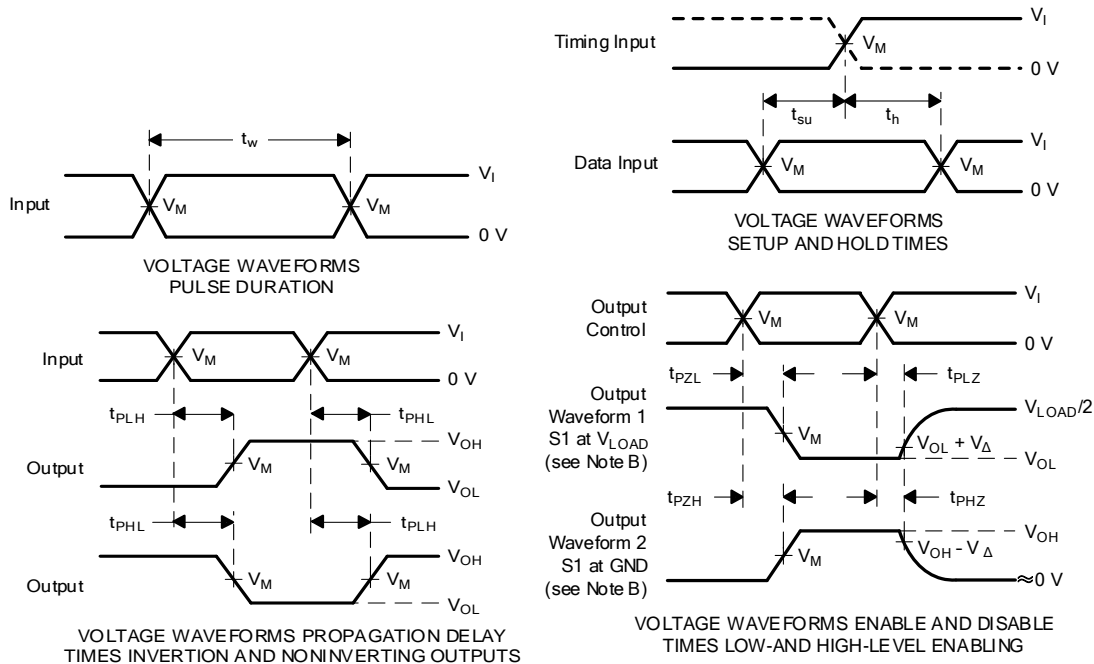 t_w
Input
V_M
V_M
V_I
0 V
VOLTAGE WAVEFORMS
PULSE DURATION
Timing Input
V_M
V_I
0 V
t_su
t_h
Data Input
V_M
V_M
V_I
0 V
VOLTAGE WAVEFORMS
SETUP AND HOLD TIMES
Input
V_M
V_M
V_I
0 V
t_PLH
t_PHL
Output
V_M
V_M
V_OH
V_OL
t_PHL
t_PLH
Output
V_M
V_M
V_OH
V_OL
VOLTAGE WAVEFORMS PROPAGATION DELAY
TIMES INVERTION AND NONINVERTING OUTPUTS
Output
Control
V_M
V_M
V_I
0 V
t_PZL
t_PLZ
Output
Waveform 1
S1 at V_LOAD
(see Note B)
V_M
V_LOAD/2
V_OL + V_Δ
V_OL
t_PZH
t_PHZ
Output
Waveform 2
S1 at GND
(see Note B)
V_M
V_OH
V_OH - V_Δ
≈0 V
VOLTAGE WAVEFORMS ENABLE AND DISABLE
TIMES LOW-AND HIGH-LEVEL ENABLING